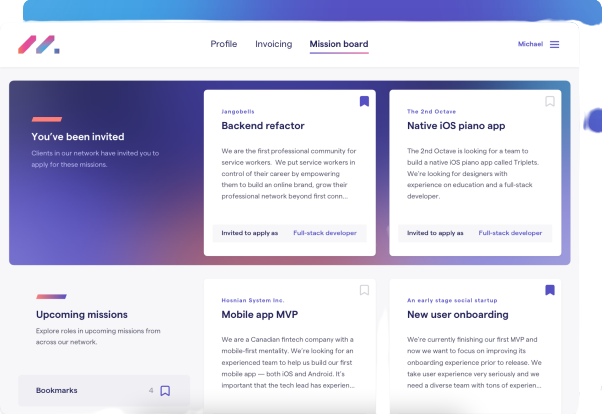 Profile Invoicing Mission board Michael
You've been invited
Clients in our network have invited you to
apply for these missions.
Jangobells
Backend refactor
We are the first professional community for
service workers. We put service workers in
control of their career by empowering
them to build an online brand, grow their
professional network beyond first conn...
Invited to apply as Full-stack developer
The 2nd Octave
Native iOS piano app
The 2nd Octave is looking for a team to
build a native iOS piano app called Triplets.
We're looking for designers with
experience on education and a full-stack
developer.
Invited to apply as Full-stack developer
Upcoming missions
Explore roles in upcoming missions from
across our network.
Bookmarks 4
Hosnian System Inc.
Mobile app MVP
We are a Canadian fintech company with a
mobile-first mentality. We're looking for an
experienced team to help us build our first
mobile app — both iOS and Android. It's
important that the tech lead has experien...
An early stage social startup
New user onboarding
We're currently finishing our first MVP and
now we want to focus on improving its
onboarding experience prior to release. We
take user experience very seriously and we
need a diverse team with tons of experien...